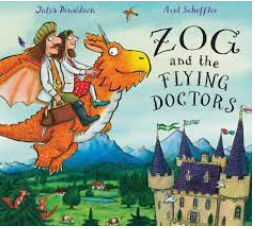 Julia Donaldson Axel Scheffler
ZOG
and the
FLYING
DOCTORS